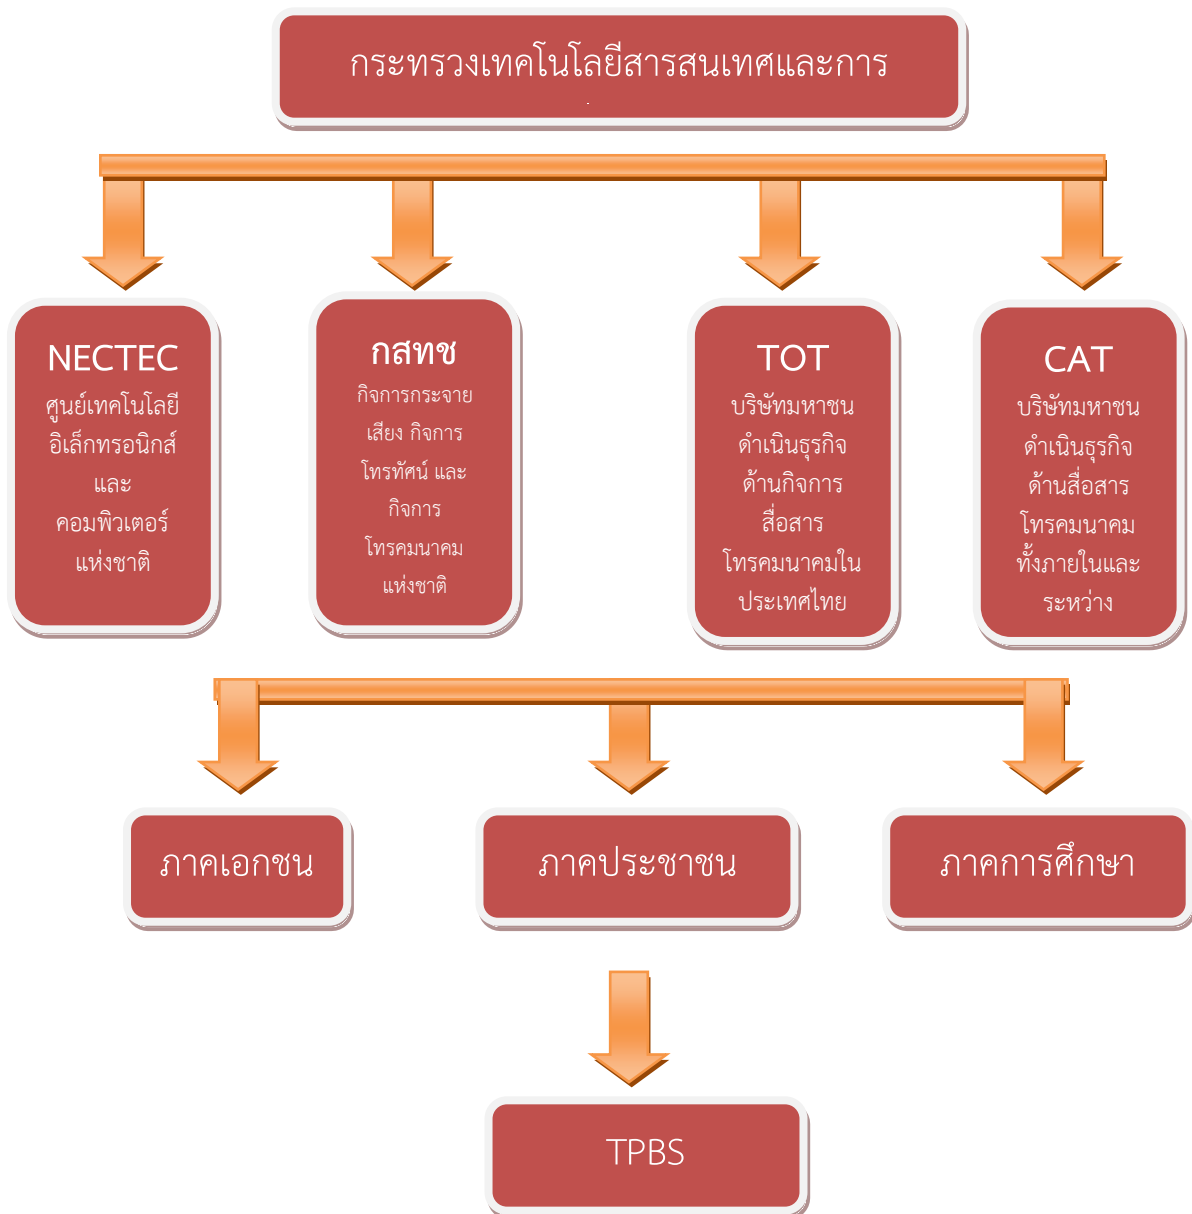 กระทรวงเทคโนโลยีสารสนเทศและการ
NECTEC
ศูนย์เทคโนโลยี
อิเล็กทรอนิกส์
และ
คอมพิวเตอร์
แห่งชาติ
กสทช
กิจการกระจาย
เสียง กิจการ
โทรทัศน์ และ
กิจการ
โทรคมนาคม
แห่งชาติ
TOT
บริษัทมหาชน
ดำเนินธุรกิจ
ด้านกิจการ
สื่อสาร
โทรคมนาคมใน
ประเทศไทย
CAT
บริษัทมหาชน
ดำเนินธุรกิจ
ด้านสื่อสาร
โทรคมนาคม
ทั้งภายในและ
ระหว่าง
ภาคเอกชน
ภาคประชาชน
ภาคการศึกษา
TPBS